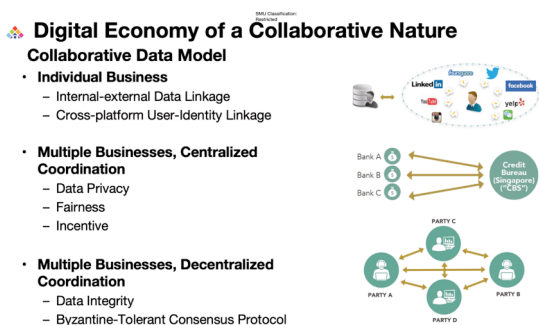 SMU Classification:
Restricted
Digital Economy of a Collaborative Nature
Collaborative Data Model
• Individual Business
– Internal-external Data Linkage
– Cross-platform User-Identity Linkage
foursquare
LinkedIn
facebook
YouTube
yelp
• Multiple Businesses, Centralized
Coordination
– Data Privacy
– Fairness
– Incentive
Bank A
Bank B
Bank C
Credit
Bureau
(Singapore)
("CBS")
• Multiple Businesses, Decentralized
Coordination
– Data Integrity
– Byzantine-Tolerant Consensus Protocol
PARTY C
PARTY A
PARTY B
PARTY D